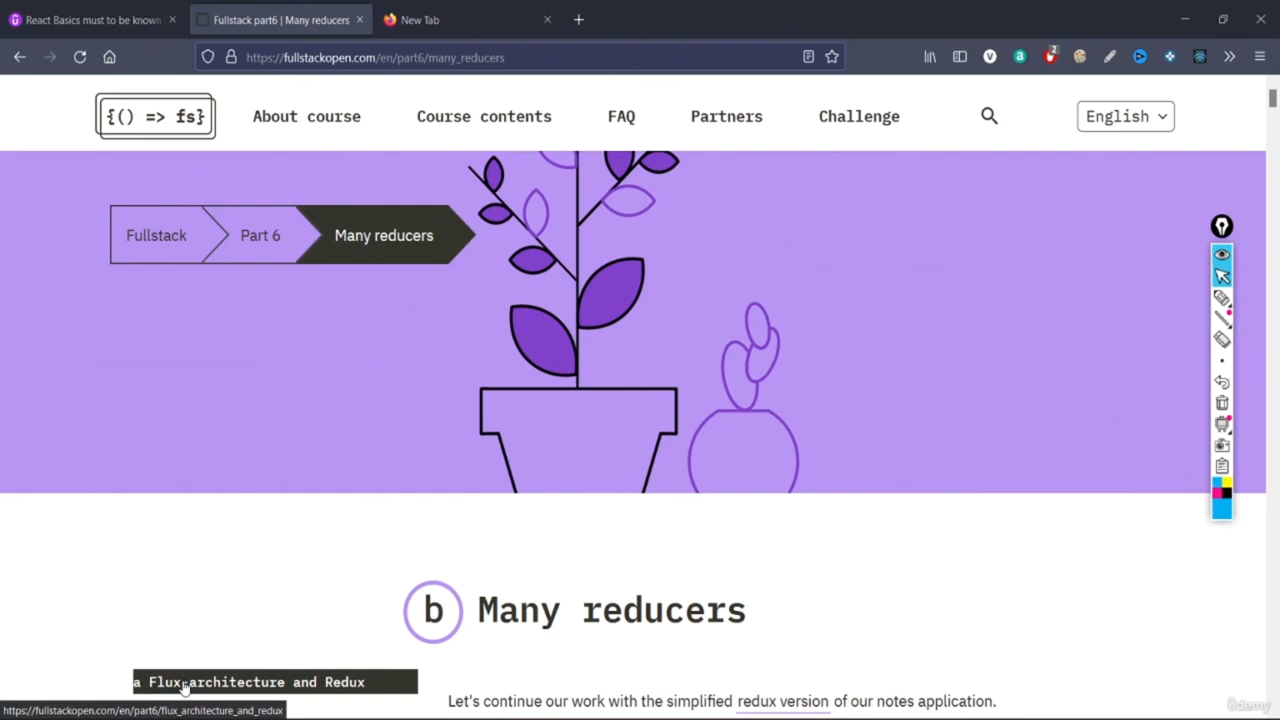 React Basics must to be known
Fullstack part6 | Many reducers
New Tab
https://fullstackopen.com/en/part6/many_reducers
2
{() => fs}
About course
Course contents
FAQ
Partners
Challenge
English
Fullstack
Part 6
Many reducers
b Many reducers
a Flux-architecture and Redux
Let's continue our work with the simplified redux version of our notes application.
https://fullstackopen.com/en/part6/flux_architecture_and_redux
ûdemy